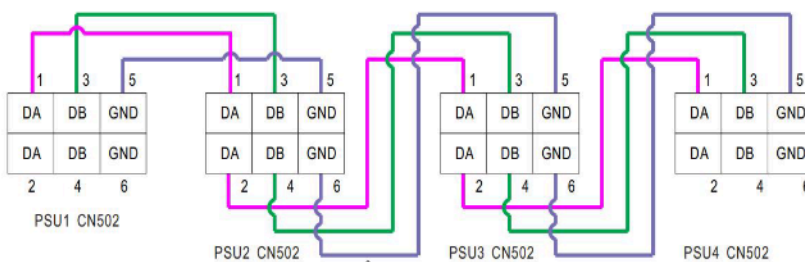 1 3 5 1 3 5 1 3 5 1 3 5
DA DB GND DA DB GND DA DB GND DA DB GND
DA DB GND DA DB GND DA DB GND DA DB GND
2 4 6 2 4 6 2 4 6 2 4 6
PSU1 CN502 PSU2 CN502 PSU3 CN502 PSU4 CN502